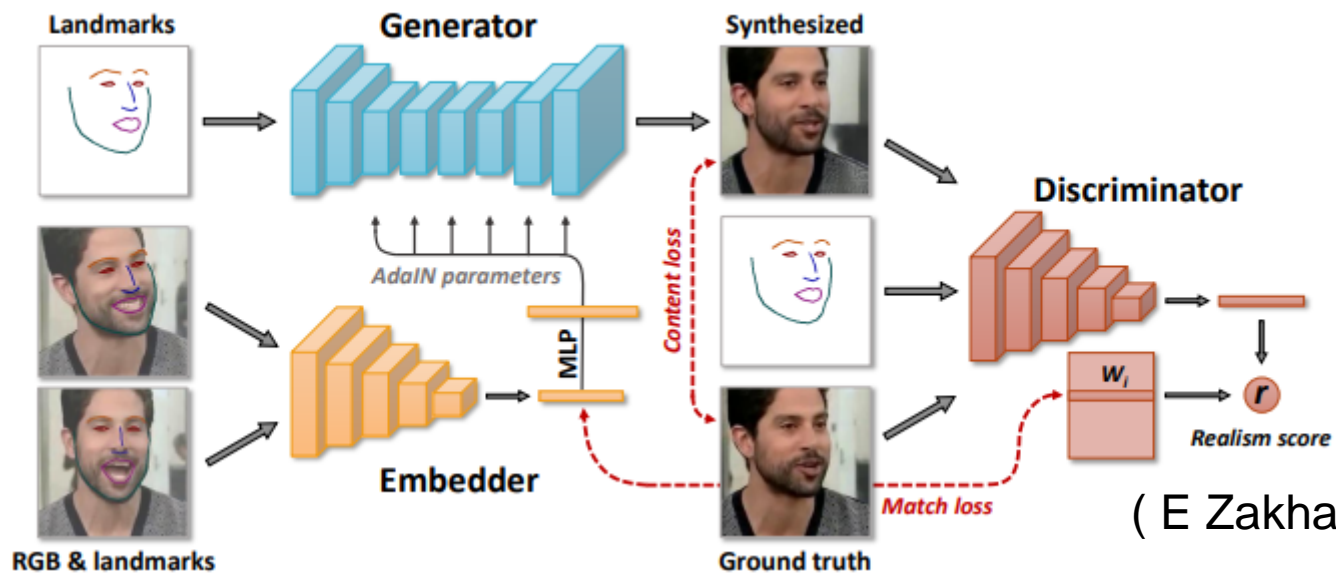 Landmarks
Generator
Synthesized
Discriminator
AdaIN parameters
Content loss
MLP
W_i
r
Realism score
Embedder
Match loss
( E Zakha
RGB & landmarks
Ground truth